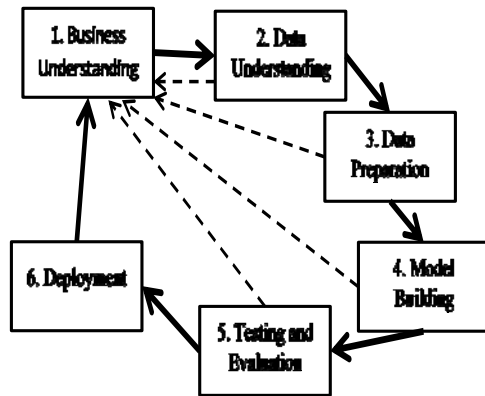 1. Business
Understanding
2. Data
Understanding
3. Data
Preparation
4. Model
Building
5. Testing and
Evaluation
6. Deployment